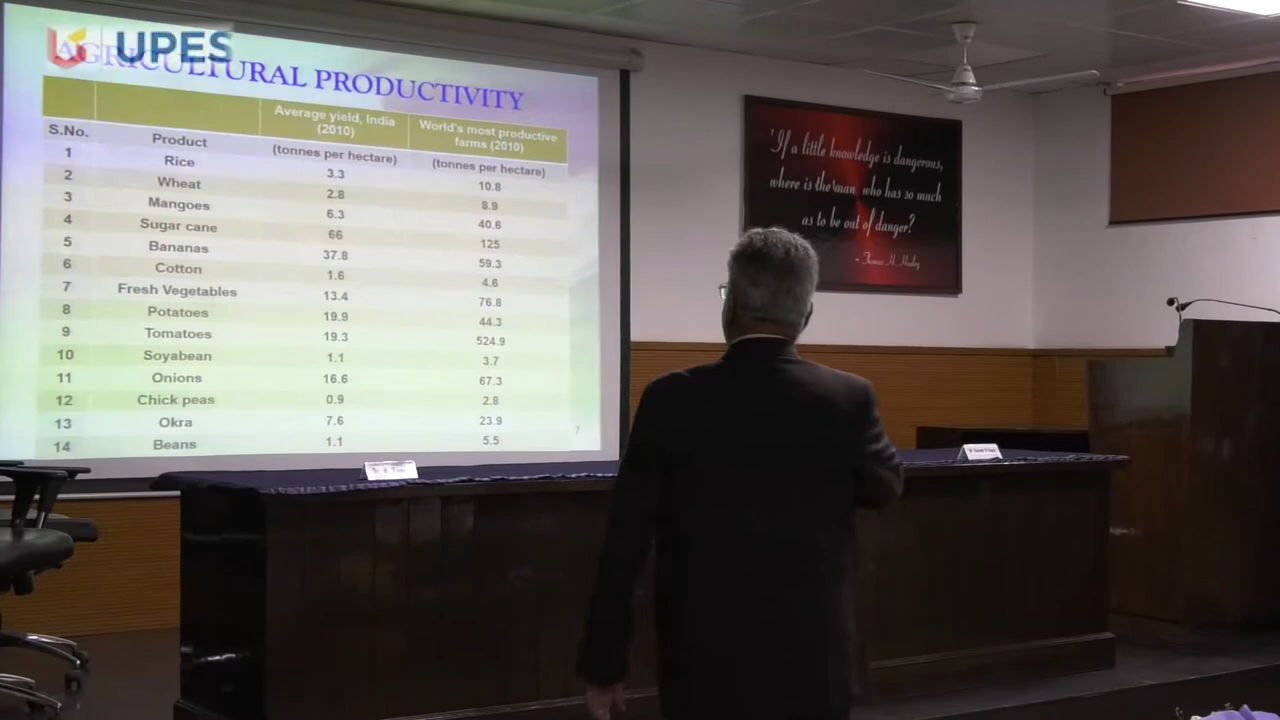 UPES
AGRICULTURAL PRODUCTIVITY
Average yield, India (2010) World's most productive farms (2010)
S.No. Product (tonnes per hectare) (tonnes per hectare)
1 Rice 3.3 10.8
2 Wheat 2.8 8.9
3 Mangoes 6.3 40.6
4 Sugar cane 66 125
5 Bananas 37.8 59.3
6 Cotton 1.6 4.6
7 Fresh Vegetables 13.4 76.8
8 Potatoes 19.9 44.3
9 Tomatoes 19.3 524.9
10 Soyabean 1.1 3.7
11 Onions 16.6 67.3
12 Chick peas 0.9 2.8
13 Okra 7.6 23.9
14 Beans 1.1 5.5
7
'If a little knowledge is dangerous,
where is the man who has so much
as to be out of danger?
- Thomas H. Huxley